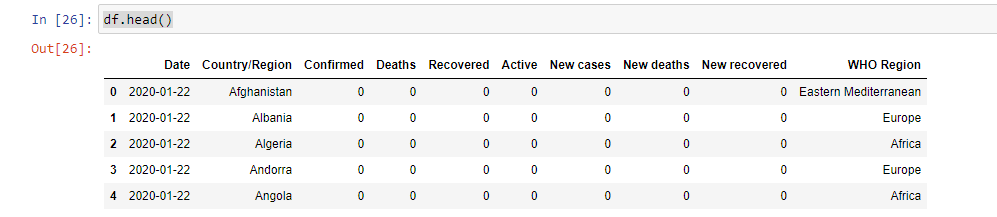 In [26]: df.head()
Out[26]:
Date Country/Region Confirmed Deaths Recovered Active New cases New deaths New recovered WHO Region
0 2020-01-22 Afghanistan 0 0 0 0 0 0 0 Eastern Mediterranean
1 2020-01-22 Albania 0 0 0 0 0 0 0 Europe
2 2020-01-22 Algeria 0 0 0 0 0 0 0 Africa
3 2020-01-22 Andorra 0 0 0 0 0 0 0 Europe
4 2020-01-22 Angola 0 0 0 0 0 0 0 Africa